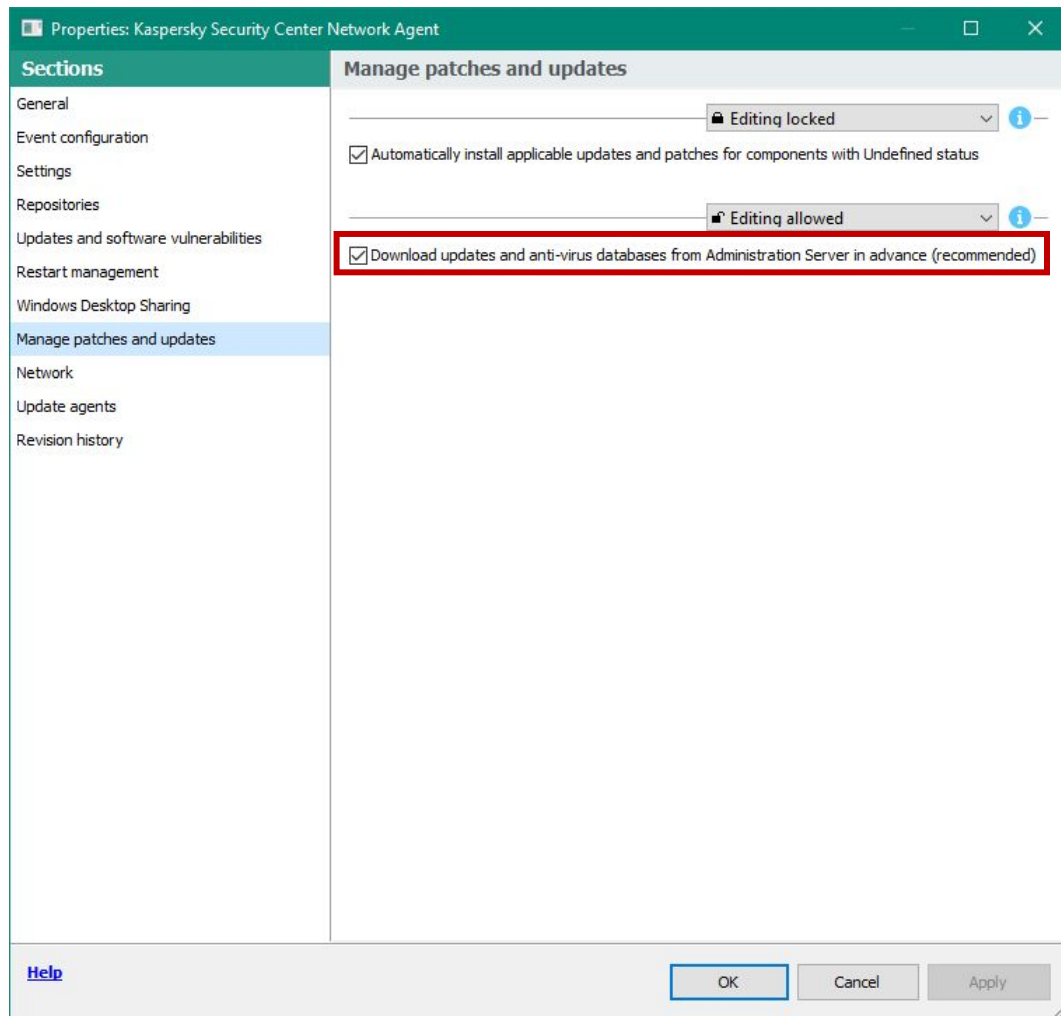 Properties: Kaspersky Security Center Network Agent
Sections
General
Event configuration
Settings
Repositories
Updates and software vulnerabilities
Restart management
Windows Desktop Sharing
Manage patches and updates
Network
Update agents
Revision history
Manage patches and updates
Editing locked
Automatically install applicable updates and patches for components with Undefined status
Editing allowed
Download updates and anti-virus databases from Administration Server in advance (recommended)
Help
OK
Cancel
Apply